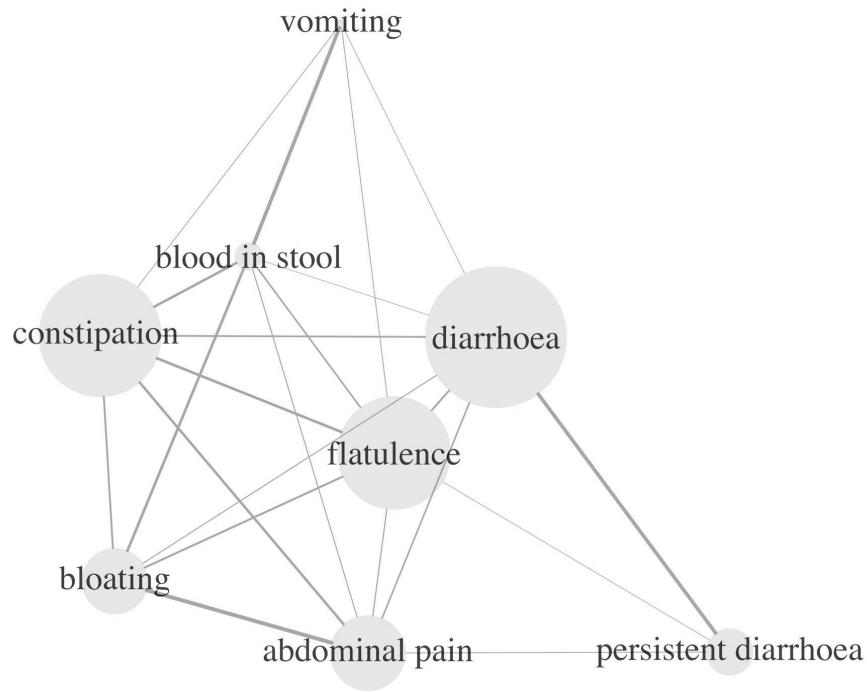 vomiting
blood in stool
constipation
diarrhoea
flatulence
bloating
abdominal pain
persistent diarrhoea